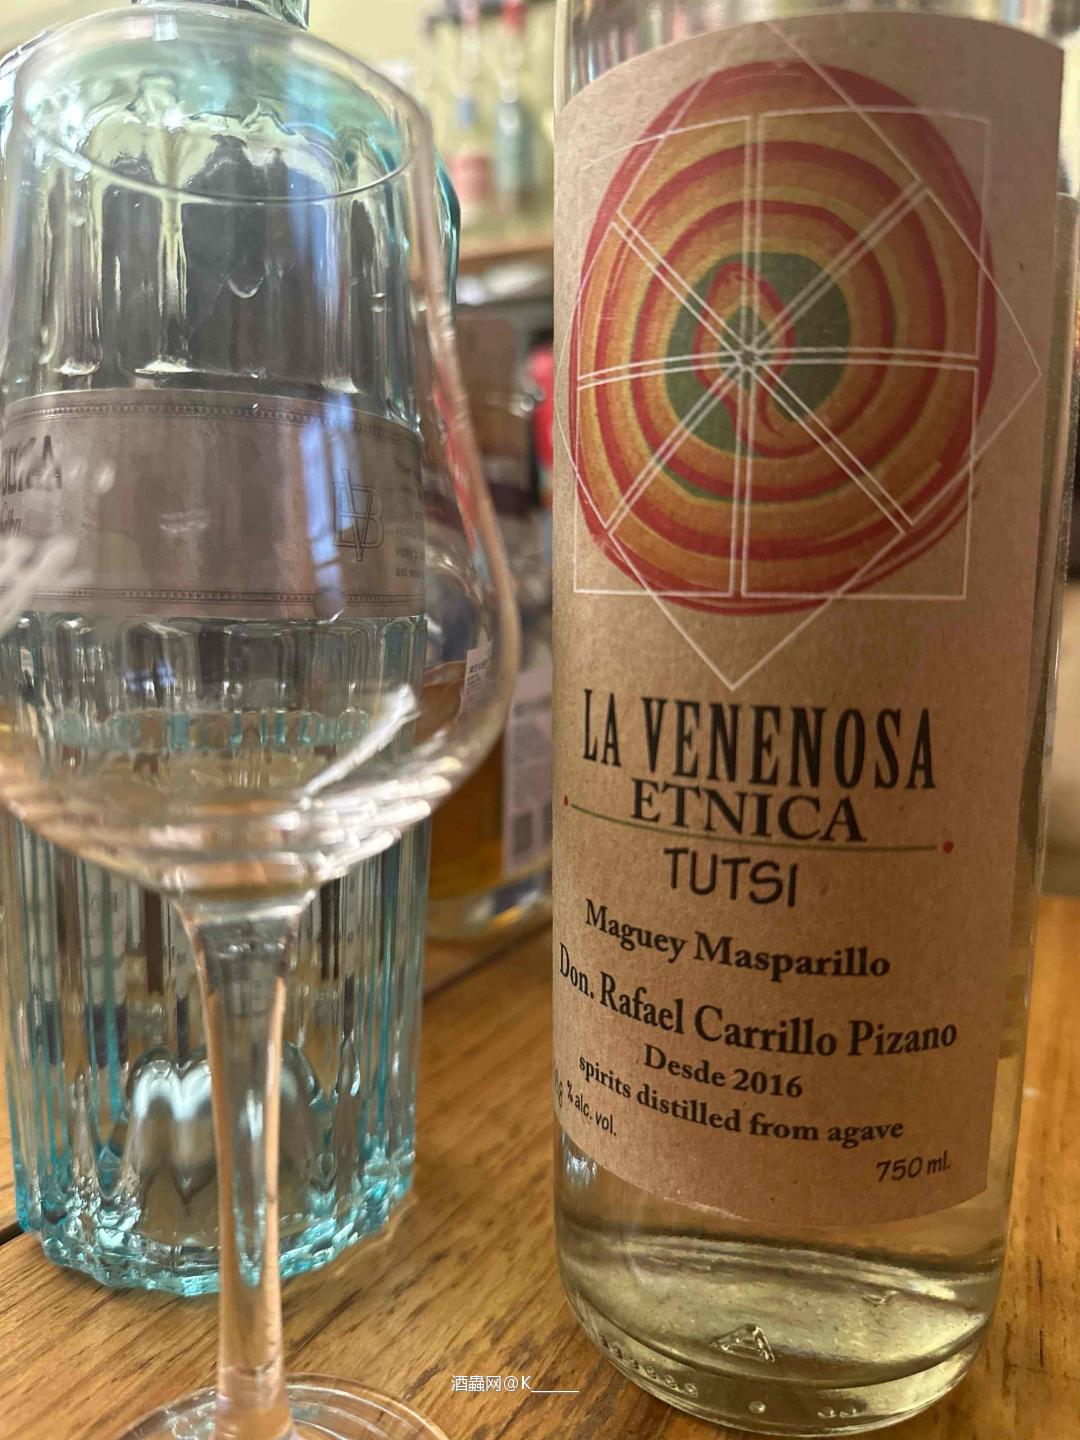 LA VENENOSA
ETNICA
TUTSI
Maguey Masparillo
Don. Rafael Carrillo Pizano
Desde 2016
spirits distilled from agave
% alc. vol.
750 ml.
酒蟲网@K_____